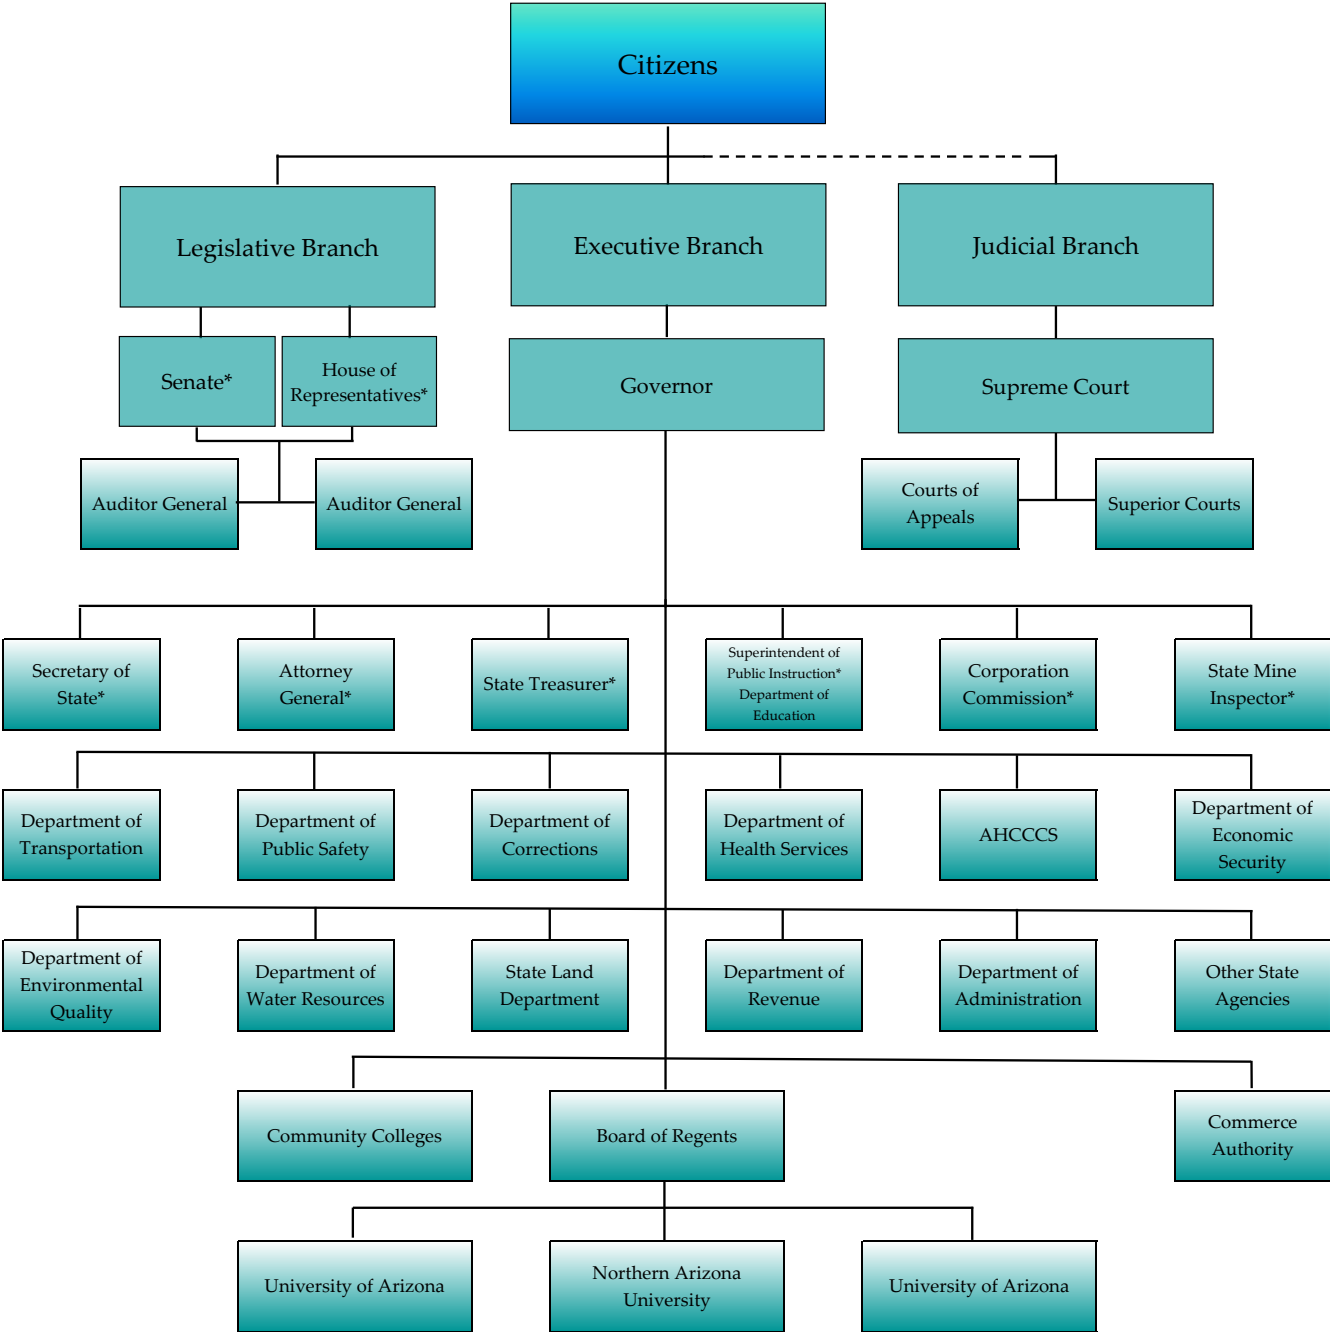 Citizens
Legislative Branch
Executive Branch
Judicial Branch
Senate*
House of
Representatives*
Governor
Supreme Court
Auditor General
Auditor General
Courts of
Appeals
Superior Courts
Secretary of
State*
Attorney
General*
State Treasurer*
Superintendent of
Public Instruction*
Department of
Education
Corporation
Commission*
State Mine
Inspector*
Department of
Transportation
Department of
Public Safety
Department of
Corrections
Department of
Health Services
AHCCCS
Department of
Economic
Security
Department of
Environmental
Quality
Department of
Water Resources
State Land
Department
Department of
Revenue
Department of
Administration
Other State
Agencies
Community Colleges
Board of Regents
Commerce
Authority
University of Arizona
Northern Arizona
University
University of Arizona